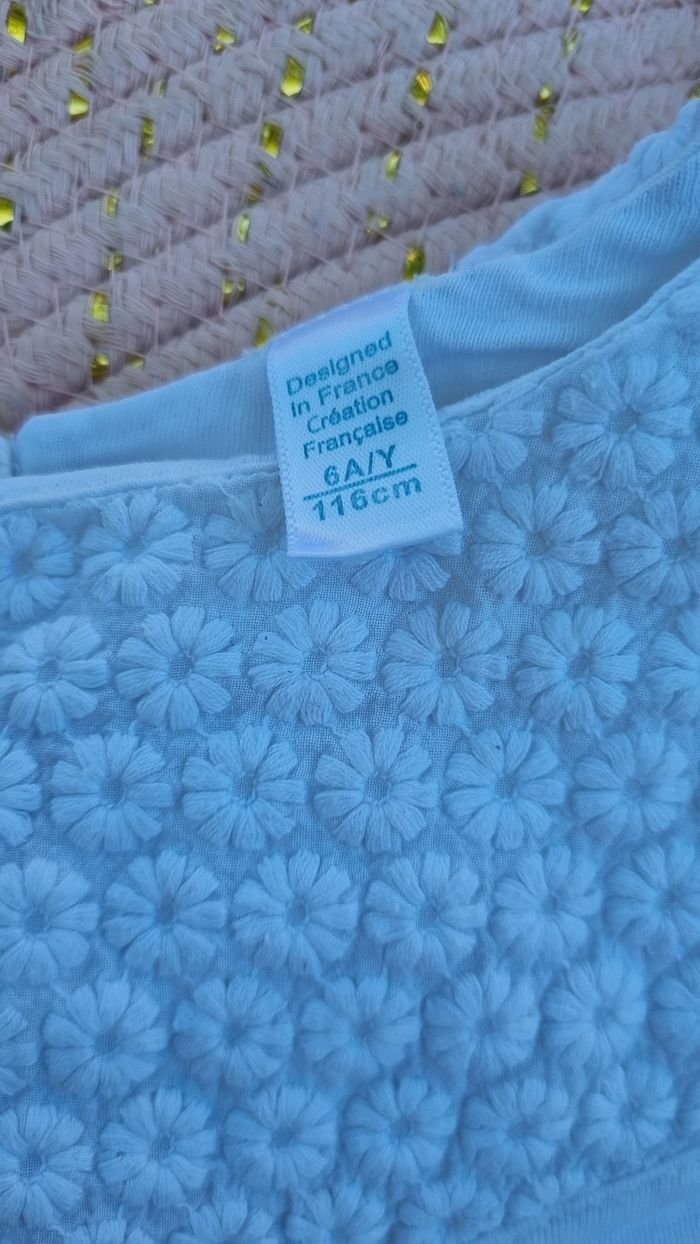 Designed
in France
Création
Française
6A/Y
116cm